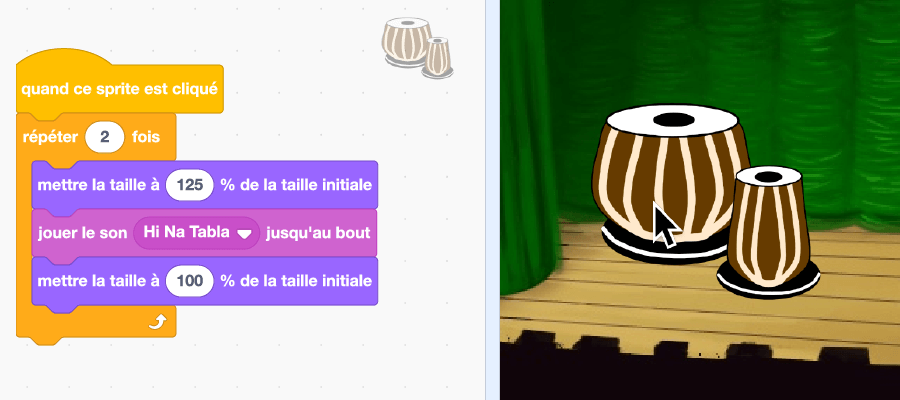 quand ce sprite est cliqué
répéter 2 fois
mettre la taille à 125 % de la taille initiale
jouer le son Hi Na Tabla jusqu'au bout
mettre la taille à 100 % de la taille initiale